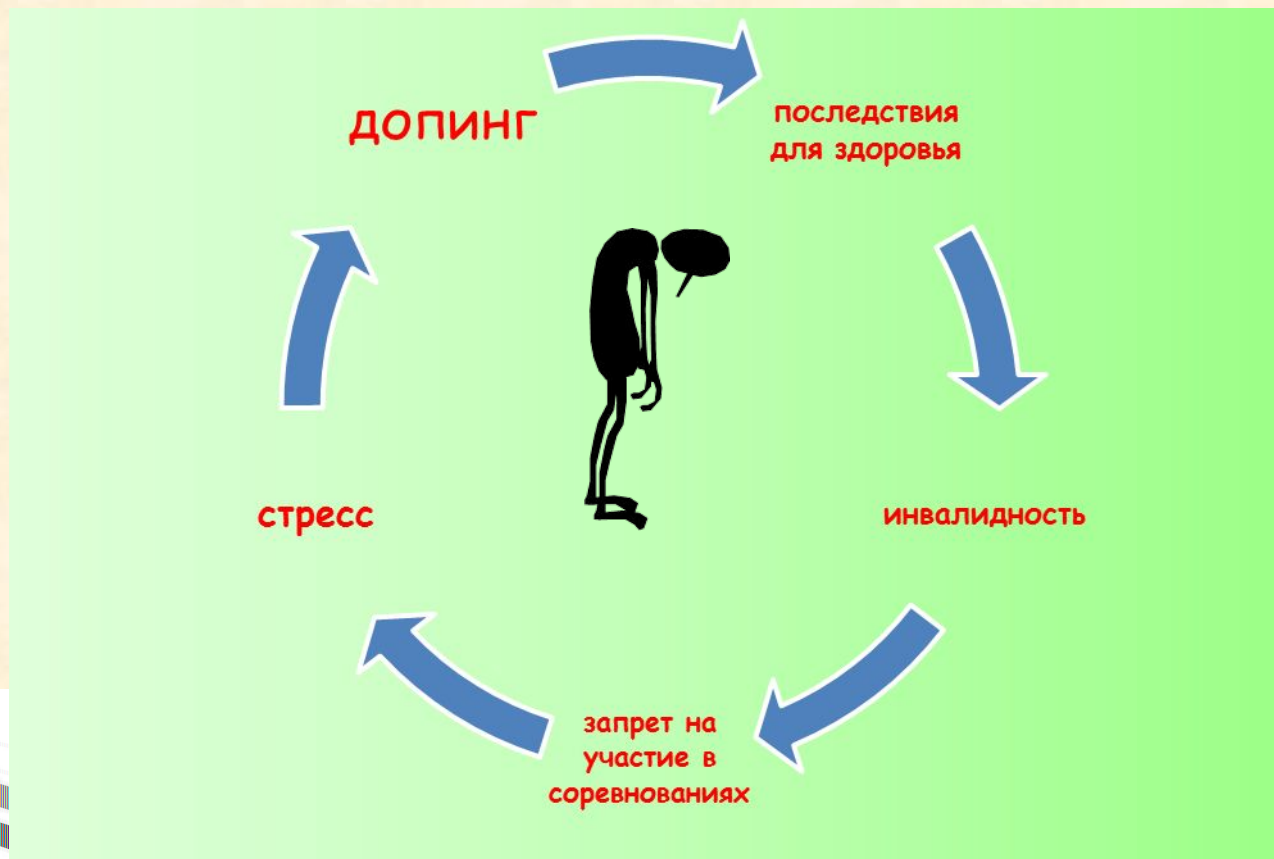 допинг
последствия
для здоровья
инвалидность
запрет на
участие в
соревнованиях
стресс